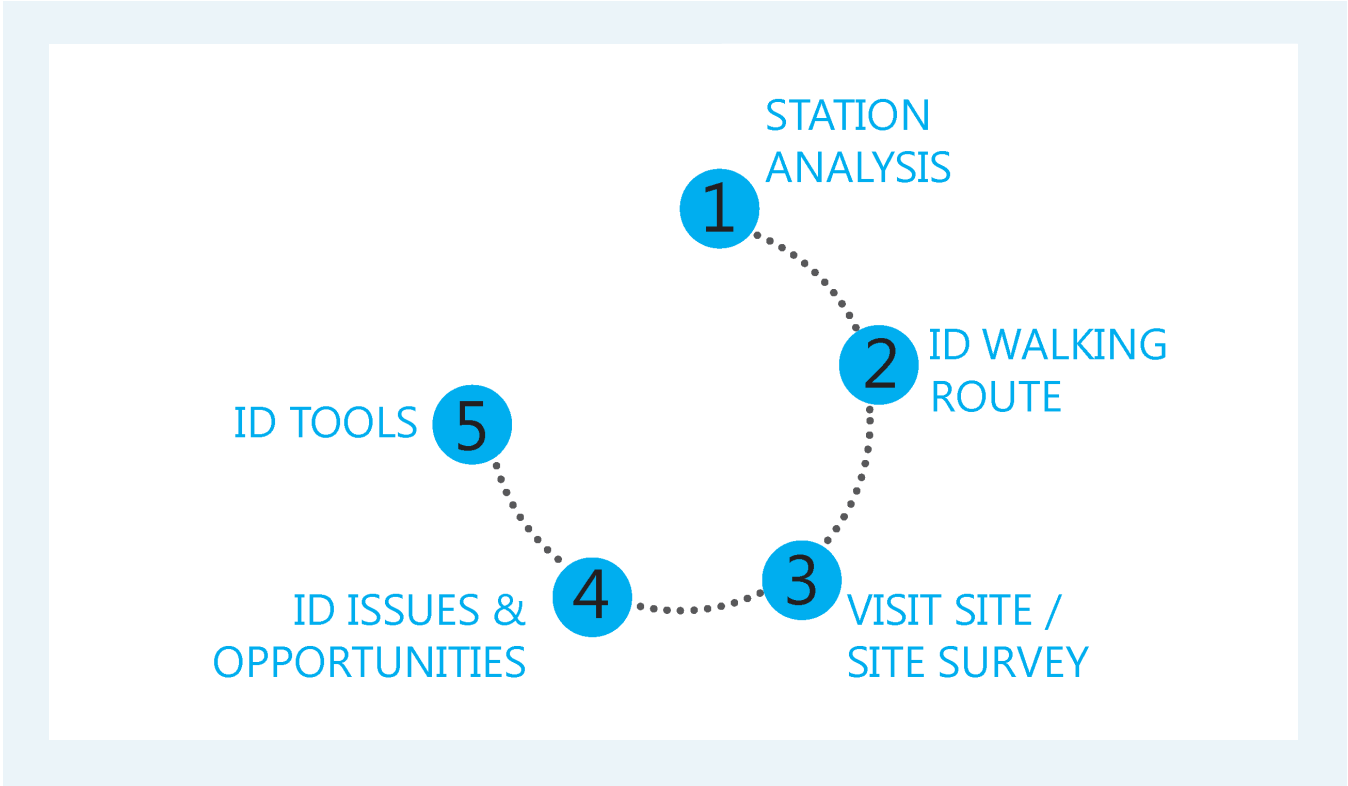 1
STATION
ANALYSIS
2
ID WALKING
ROUTE
3
VISIT SITE /
SITE SURVEY
4
ID ISSUES &
OPPORTUNITIES
5
ID TOOLS